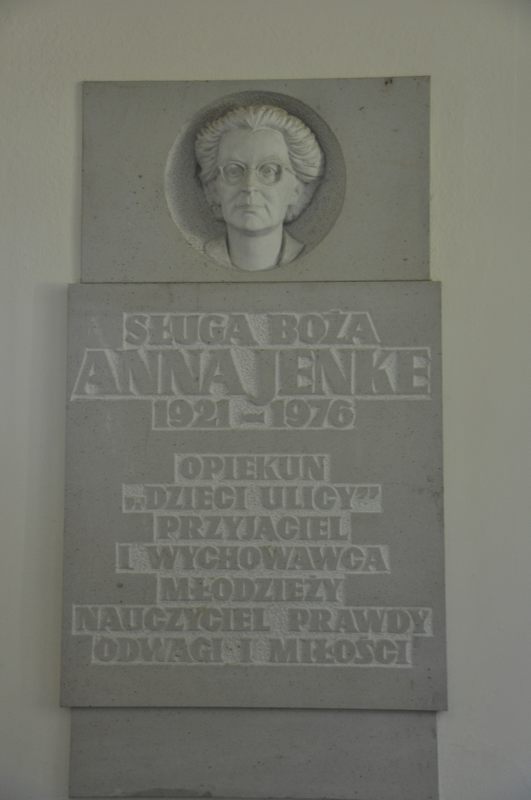 SŁUGA BOŻA
ANNA JENKE
1921 – 1976
OPIEKUN
„DZIECI ULICY”
PRZYJACIEL
I WYCHOWAWCA
MŁODZIEŻY
NAUCZYCIEL PRAWDY
ODWAGI I MIŁOŚCI